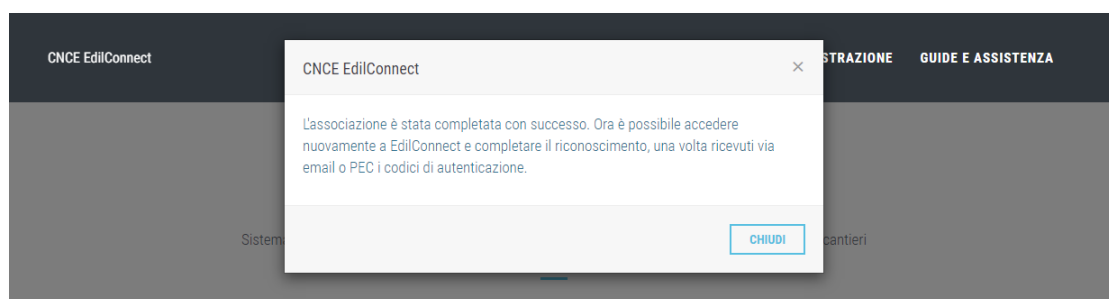 CNCE EdilConnect
CNCE EdilConnect ×
STRAZIONE GUIDE E ASSISTENZA
L'associazione è stata completata con successo. Ora è possibile accedere
nuovamente a EdilConnect e completare il riconoscimento, una volta ricevuti via
email o PEC i codici di autenticazione.
Sistem
cantieri
CHIUDI